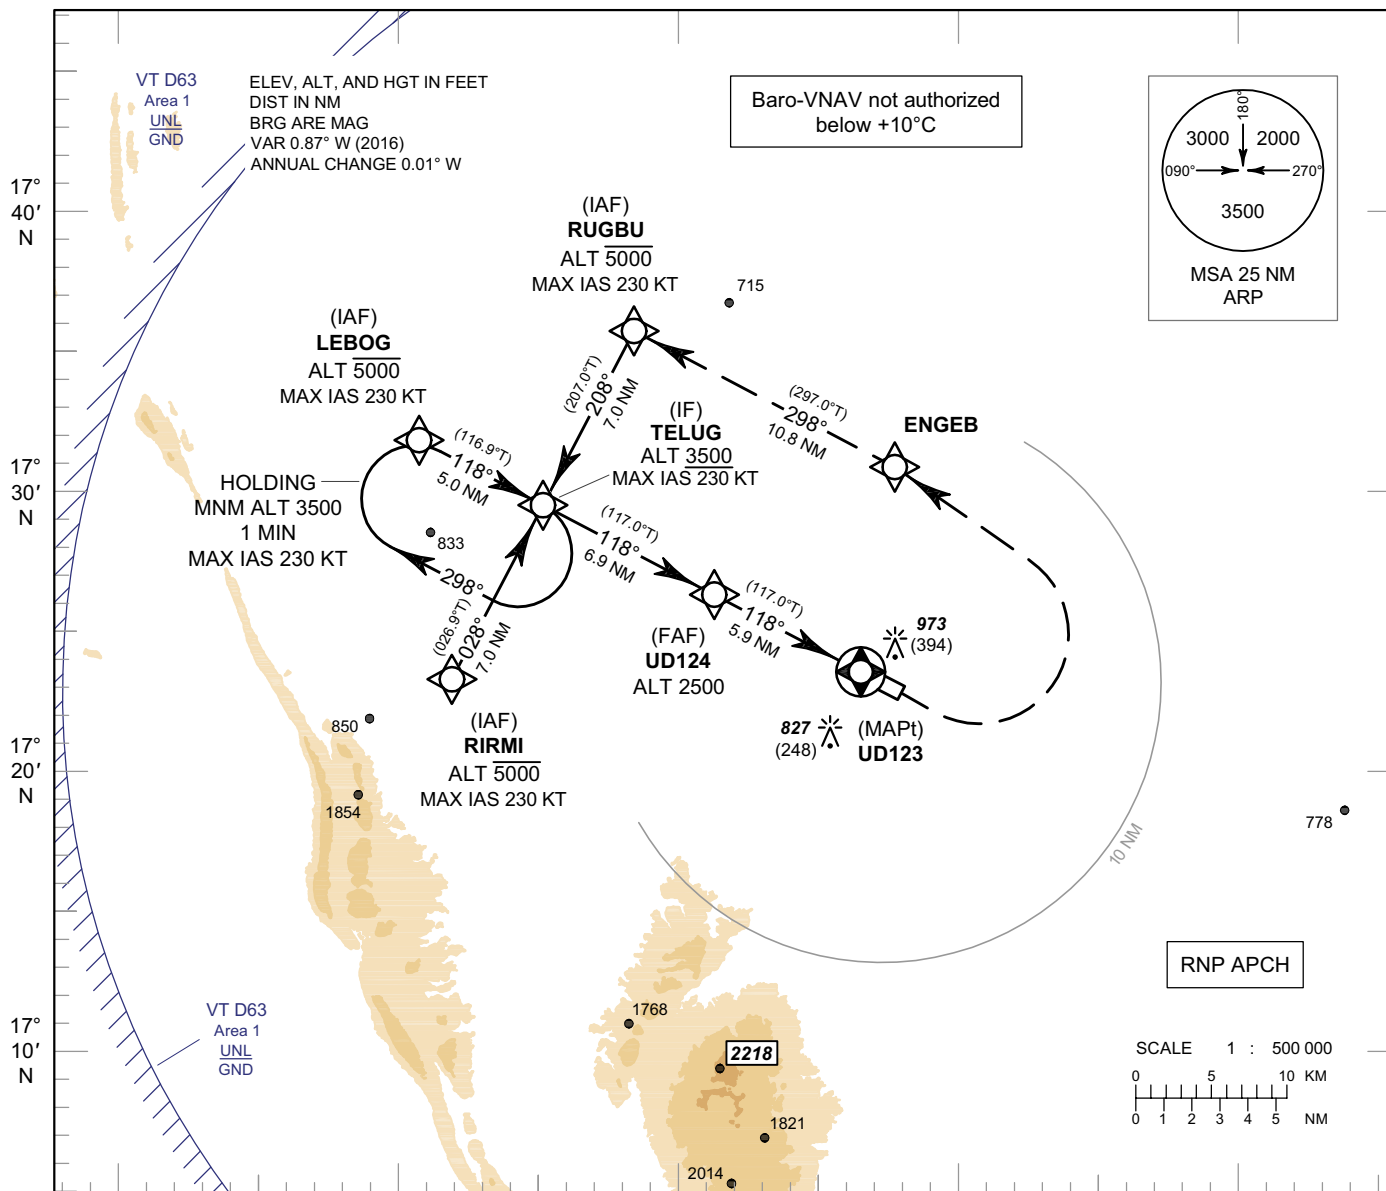 VT D63
Area 1
UNL
GND
ELEV, ALT, AND HGT IN FEET
DIST IN NM
BRG ARE MAG
VAR 0.87° W (2016)
ANNUAL CHANGE 0.01° W
Baro-VNAV not authorized
below +10°C
180°
3000
2000
090°
270°
3500
MSA 25 NM
ARP
17°
40′
N
(IAF)
RUGBU
ALT 5000
MAX IAS 230 KT
715
(IAF)
LEBOG
ALT 5000
MAX IAS 230 KT
(207.0°T)
208°
7.0 NM
(297.0°T)
298°
10.8 NM
ENGEB
(IF)
TELUG
ALT 3500
MAX IAS 230 KT
(116.9°T)
118°
5.0 NM
17°
30′
N
HOLDING
MNM ALT 3500
1 MIN
MAX IAS 230 KT
833
298°
(117.0°T)
118°
6.9 NM
(026.9°T)
028°
7.0 NM
(117.0°T)
118°
5.9 NM
(FAF)
UD124
ALT 2500
973
(394)
827
(248)
(MAPt)
UD123
850
(IAF)
RIRMI
ALT 5000
MAX IAS 230 KT
17°
20′
N
1854
778
10 NM
RNP APCH
VT D63
Area 1
UNL
GND
17°
10′
N
1768
2218
1821
2014
SCALE 1 : 500 000
0 5 10 KM
0 1 2 3 4 5 NM